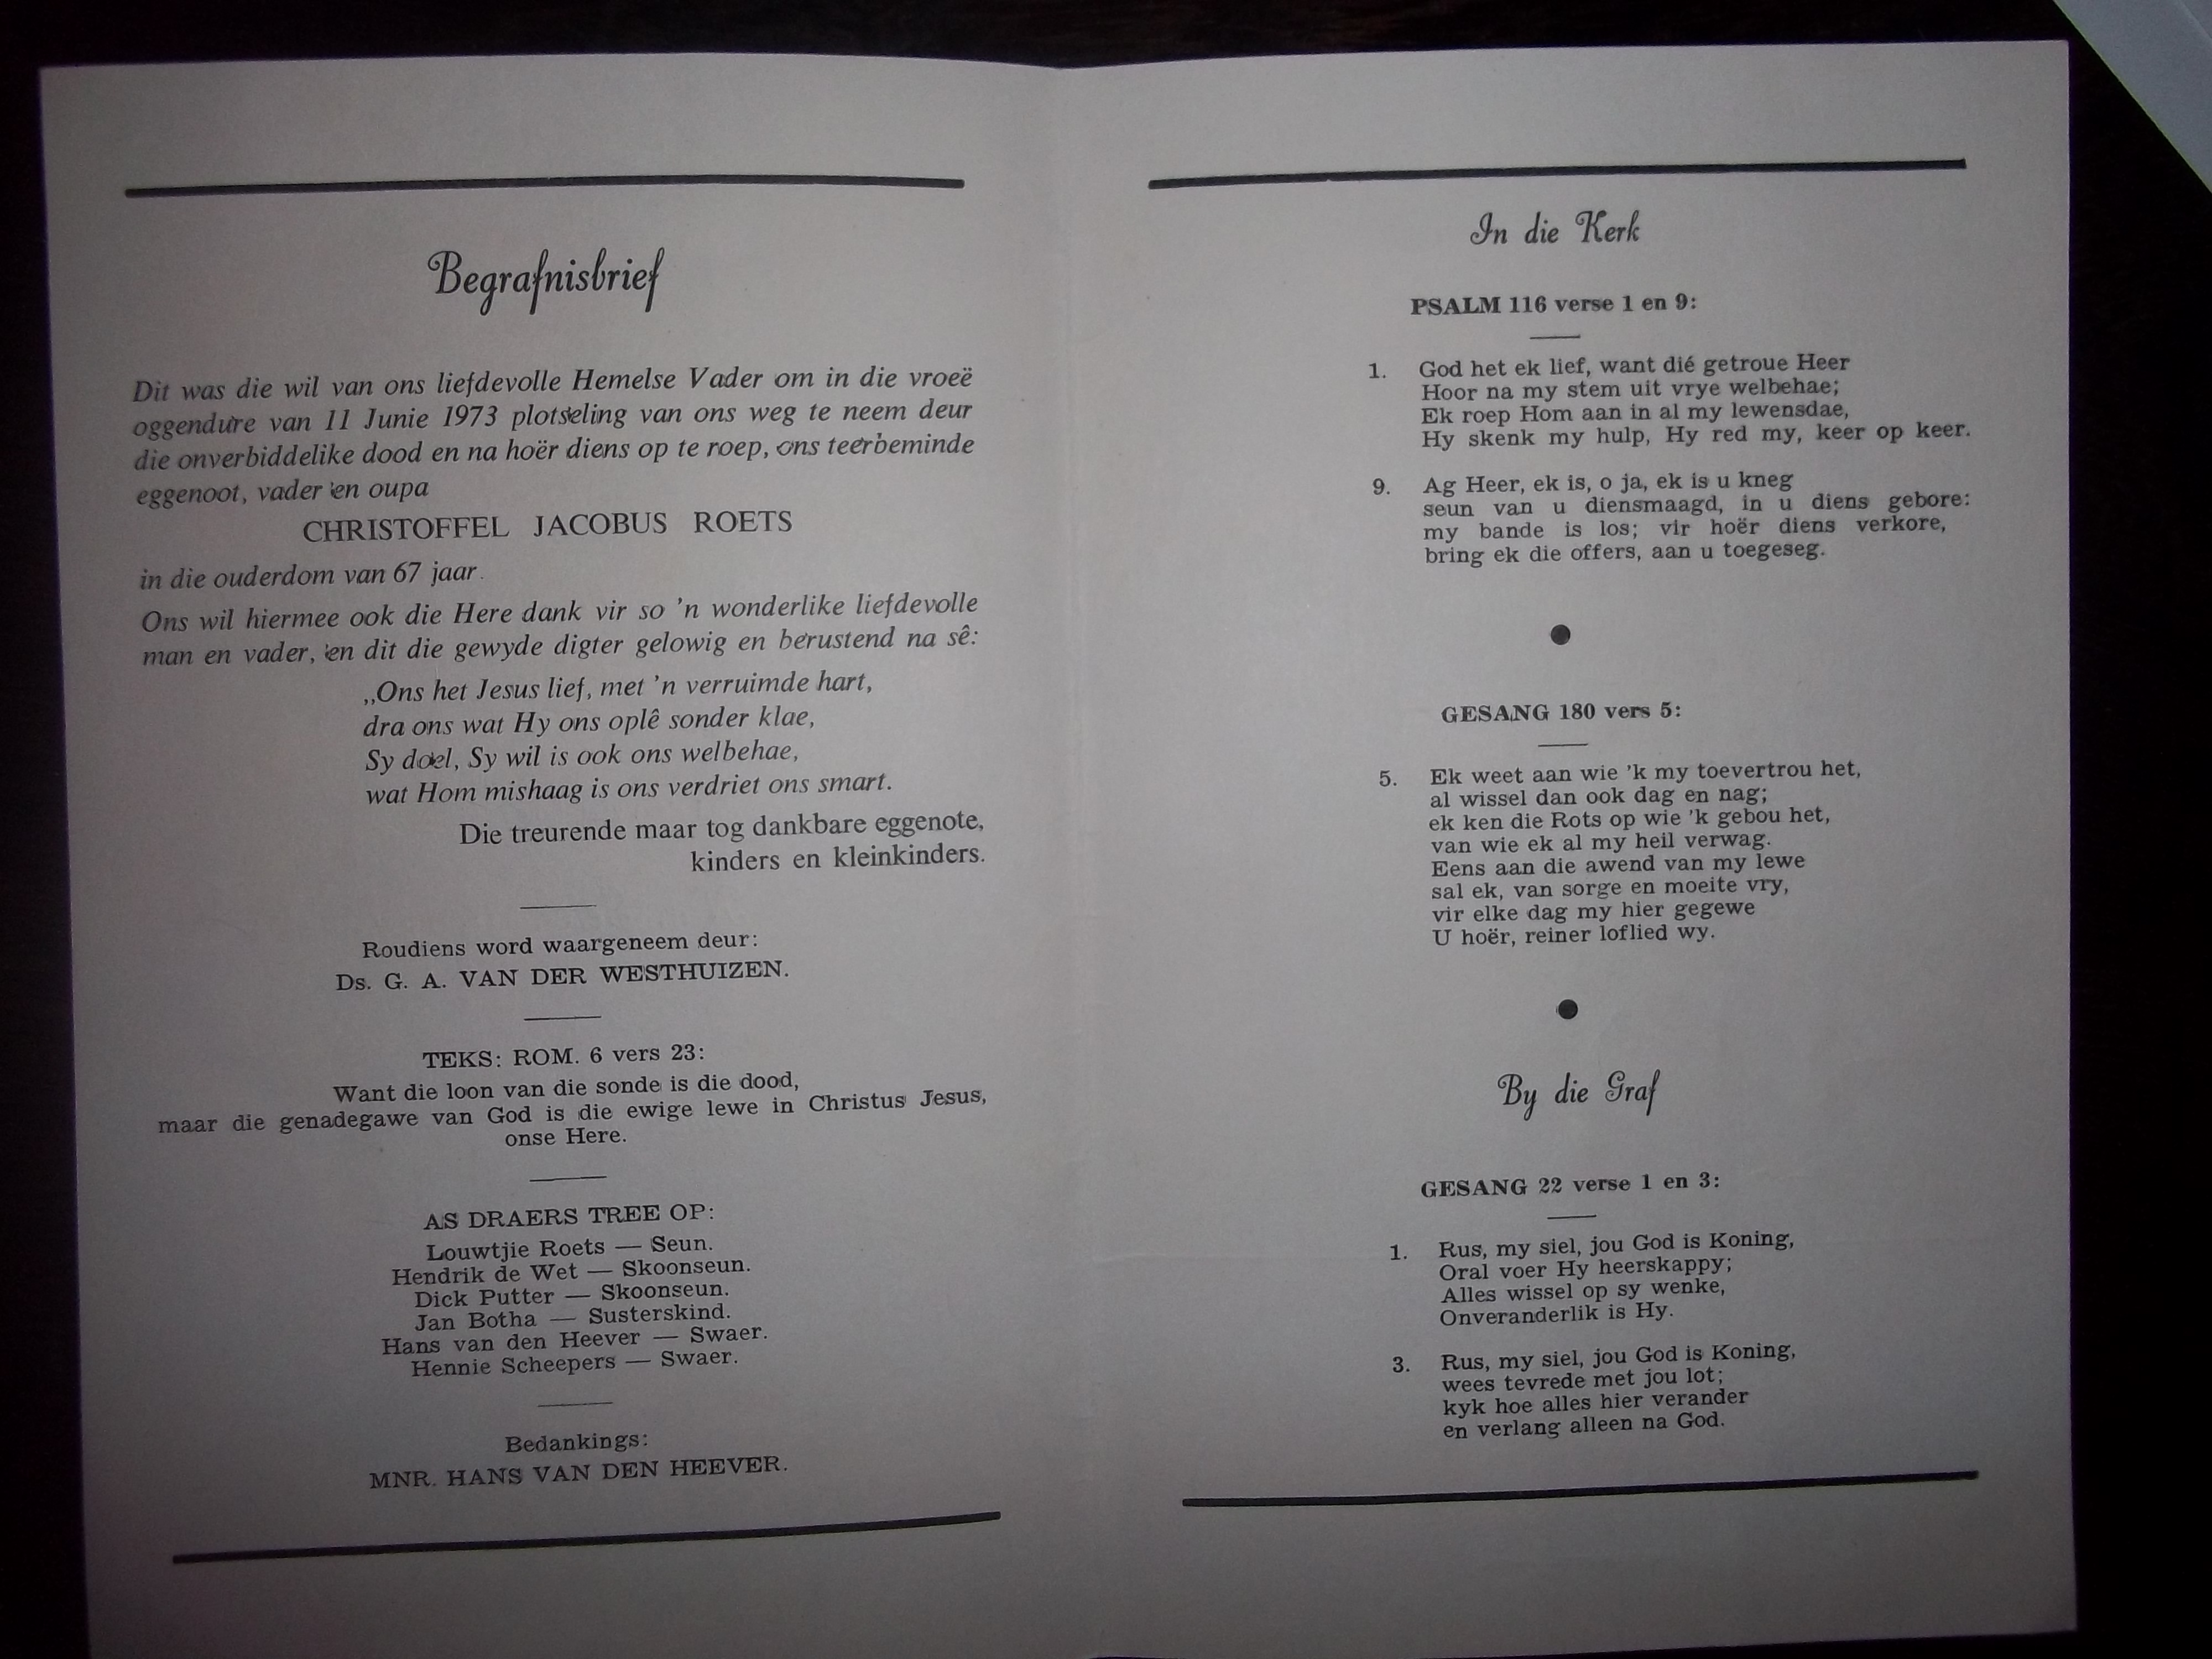 Begrafnisbrief
Dit was die wil van ons liefdevolle Hemelse Vader om in die vroeë
oggendure van 11 Junie 1973 plotseling van ons weg te neem deur
die onverbiddelike dood en na hoër diens op te roep, ons teerbeminde
eggenoot, vader en oupa
CHRISTOFFEL JACOBUS ROETS
in die ouderdom van 67 jaar.
Ons wil hiermee ook die Here dank vir so 'n wonderlike liefdevolle
man en vader, en dit die gewyde digter gelowig en berustend na sê:
„Ons het Jesus lief, met 'n verruimde hart,
dra ons wat Hy ons oplê sonder klae,
Sy doel, Sy wil is ook ons welbehae,
wat Hom mishaag is ons verdriet ons smart.
Die treurende maar tog dankbare eggenote,
kinders en kleinkinders.
Roudiens word waargeneem deur:
Ds. G. A. VAN DER WESTHUIZEN.
TEKS: ROM. 6 vers 23:
Want die loon van die sonde is die dood,
maar die genadegawe van God is die ewige lewe in Christus Jesus,
onse Here.
AS DRAERS TREE OP:
Louwtjie Roets — Seun.
Hendrik de Wet — Skoonseun.
Dick Putter — Skoonseun.
Jan Botha — Susterskind.
Hans van den Heever — Swaer.
Hennie Scheepers — Swaer.
Bedankings:
MNR. HANS VAN DEN HEEVER.
In die Kerk
PSALM 116 verse 1 en 9:
1. God het ek lief, want dié getroue Heer
Hoor na my stem uit vrye welbehae;
Ek roep Hom aan in al my lewensdae,
Hy skenk my hulp, Hy red my, keer op keer.
9. Ag Heer, ek is, o ja, ek is u kneg
seun van u diensmaagd, in u diens gebore:
my bande is los; vir hoër diens verkore,
bring ek die offers, aan u toegeseg.
GESANG 180 vers 5:
5. Ek weet aan wie 'k my toevertrou het,
al wissel dan ook dag en nag;
ek ken die Rots op wie 'k gebou het,
van wie ek al my heil verwag.
Eens aan die awend van my lewe
sal ek, van sorge en moeite vry,
vir elke dag my hier gegewe
U hoër, reiner loflied wy.
By die Graf
GESANG 22 verse 1 en 3:
1. Rus, my siel, jou God is Koning,
Oral voer Hy heerskappy;
Alles wissel op sy wenke,
Onveranderlik is Hy.
3. Rus, my siel, jou God is Koning,
wees tevrede met jou lot;
kyk hoe alles hier verander
en verlang alleen na God.